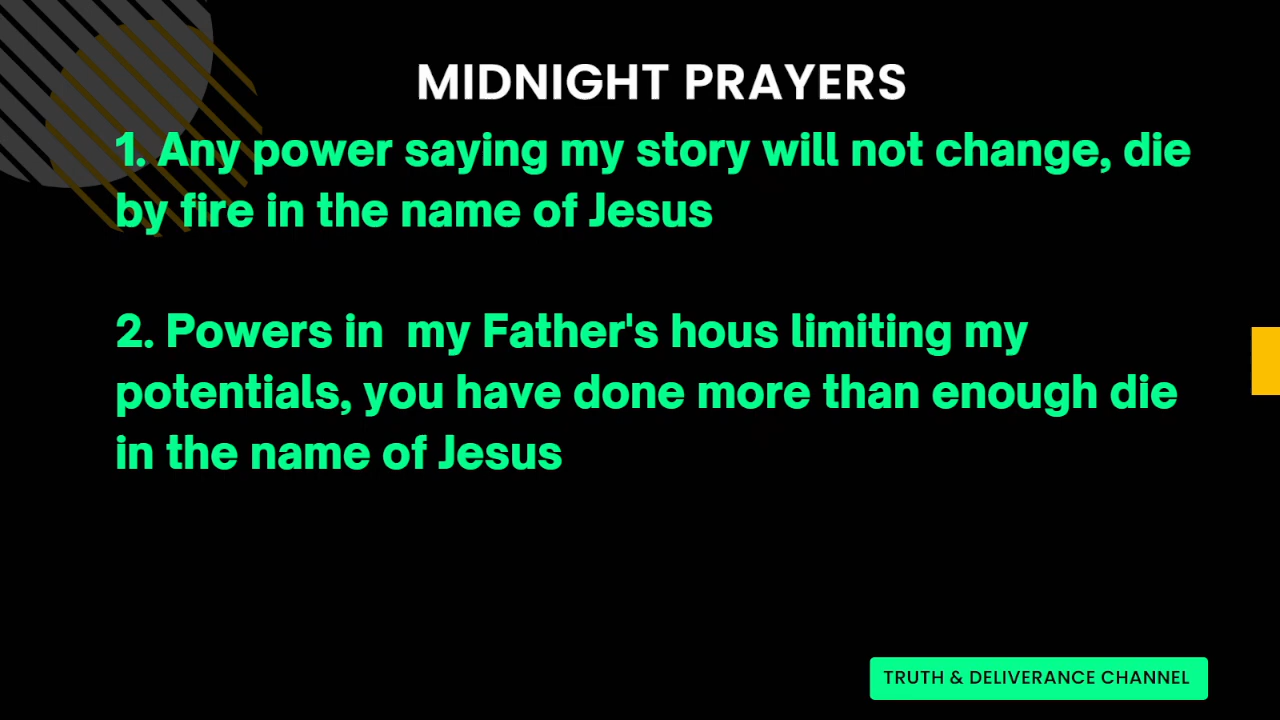 MIDNIGHT PRAYERS
1. Any power saying my story will not change, die
by fire in the name of Jesus
2. Powers in  my Father's hous limiting my
potentials, you have done more than enough die
in the name of Jesus
TRUTH & DELIVERANCE CHANNEL